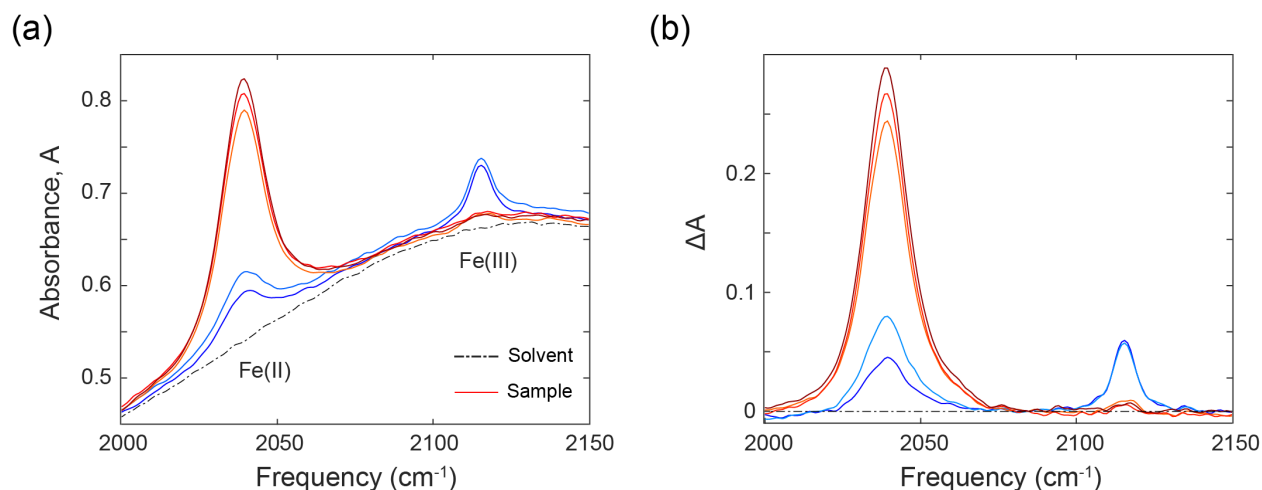 (a)
Absorbance, A
0.8
0.7
0.6
0.5
Fe(II)
Fe(III)
Solvent
Sample
2000
2050
2100
2150
Frequency (cm-1)
(b)
ΔA
0.2
0.1
0
2000
2050
2100
2150
Frequency (cm-1)